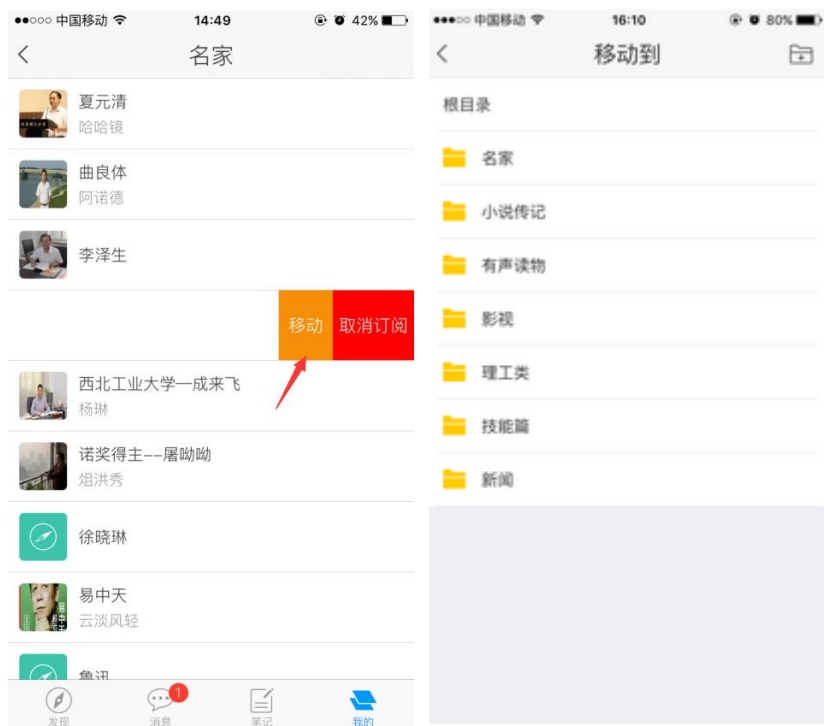 中国移动
14:49
42%
名家
夏元清
哈哈镜
曲良体
阿诺德
李泽生
移动
取消订阅
西北工业大学—成来飞
杨琳
诺奖得主--屠呦呦
俎洪秀
徐晓琳
易中天
云淡风轻
鲁迅
发现
消息
1
笔记
我的
中国移动
16:10
80%
移动到
根目录
名家
小说传记
有声读物
影视
理工类
技能篇
新闻